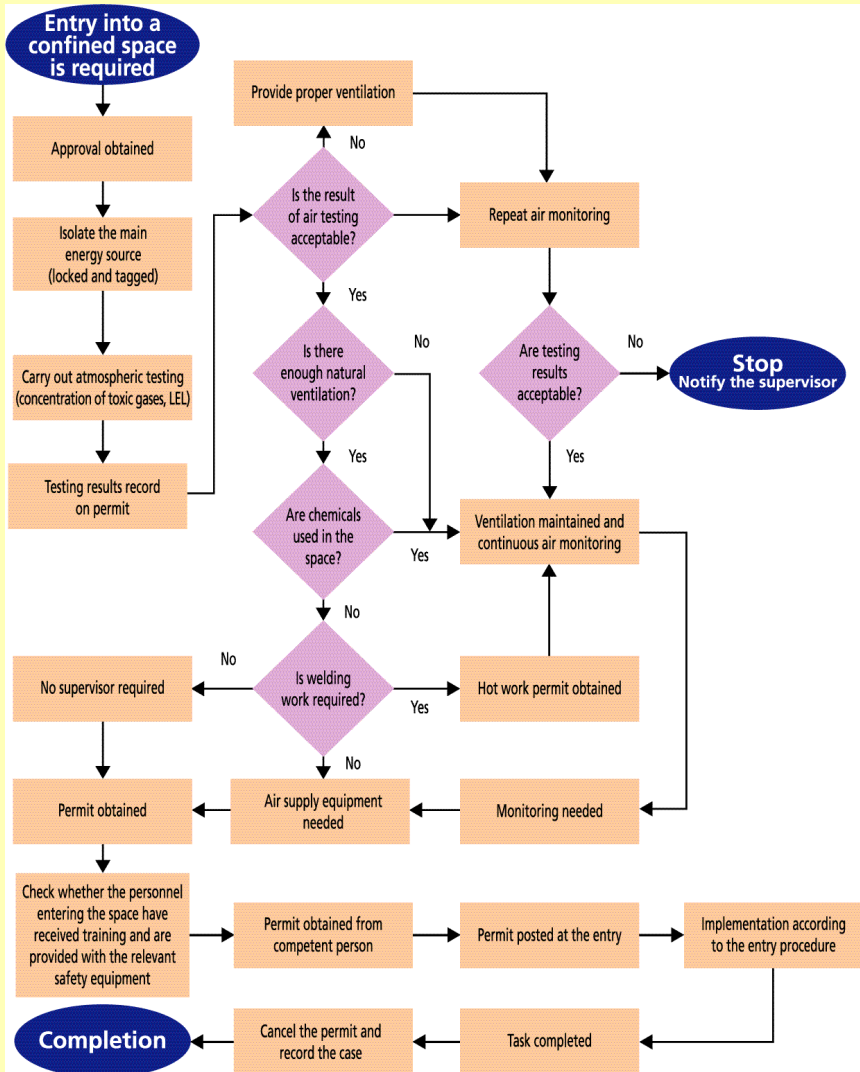 Entry into a
confined space
is required
Approval obtained
Isolate the main
energy source
(locked and tagged)
Carry out atmospheric testing
(concentration of toxic gases, LEL)
Testing results record
on permit
Provide proper ventilation
No
Is the result
of air testing
acceptable?
Repeat air monitoring
Yes
Is there
enough natural
ventilation?
No
Are testing
results
acceptable?
No
Stop
Notify the supervisor
Yes
Yes
Are chemicals
used in the
space?
Yes
Ventilation maintained and
continuous air monitoring
No
Is welding
work required?
No
No supervisor required
Yes
Hot work permit obtained
No
Permit obtained
Air supply equipment
needed
Monitoring needed
Check whether the personnel
entering the space have
received training and are
provided with the relevant
safety equipment
Permit obtained from
competent person
Permit posted at the entry
Implementation according
to the entry procedure
Completion
Cancel the permit and
record the case
Task completed